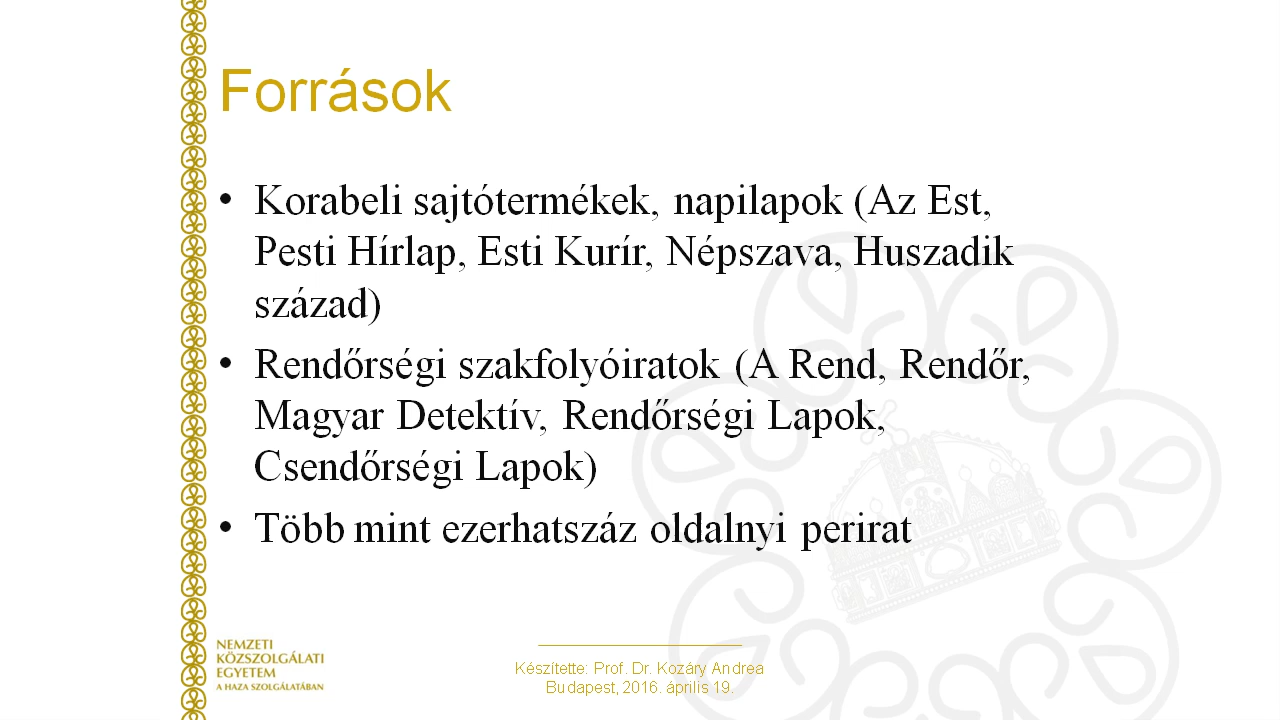 Források
• Korabeli sajtótermékek, napilapok (Az Est,
Pesti Hírlap, Esti Kurír, Népszava, Huszadik
század)
• Rendőrségi szakfolyóiratok (A Rend, Rendőr,
Magyar Detektív, Rendőrségi Lapok,
Csendőrségi Lapok)
• Több mint ezerhatszáz oldalnyi perirat
NEMZETI
KÖZSZOLGÁLATI
EGYETEM
A HAZA SZOLGÁLATÁBAN
Készítette: Prof. Dr. Kozáry Andrea
Budapest, 2016. április 19.